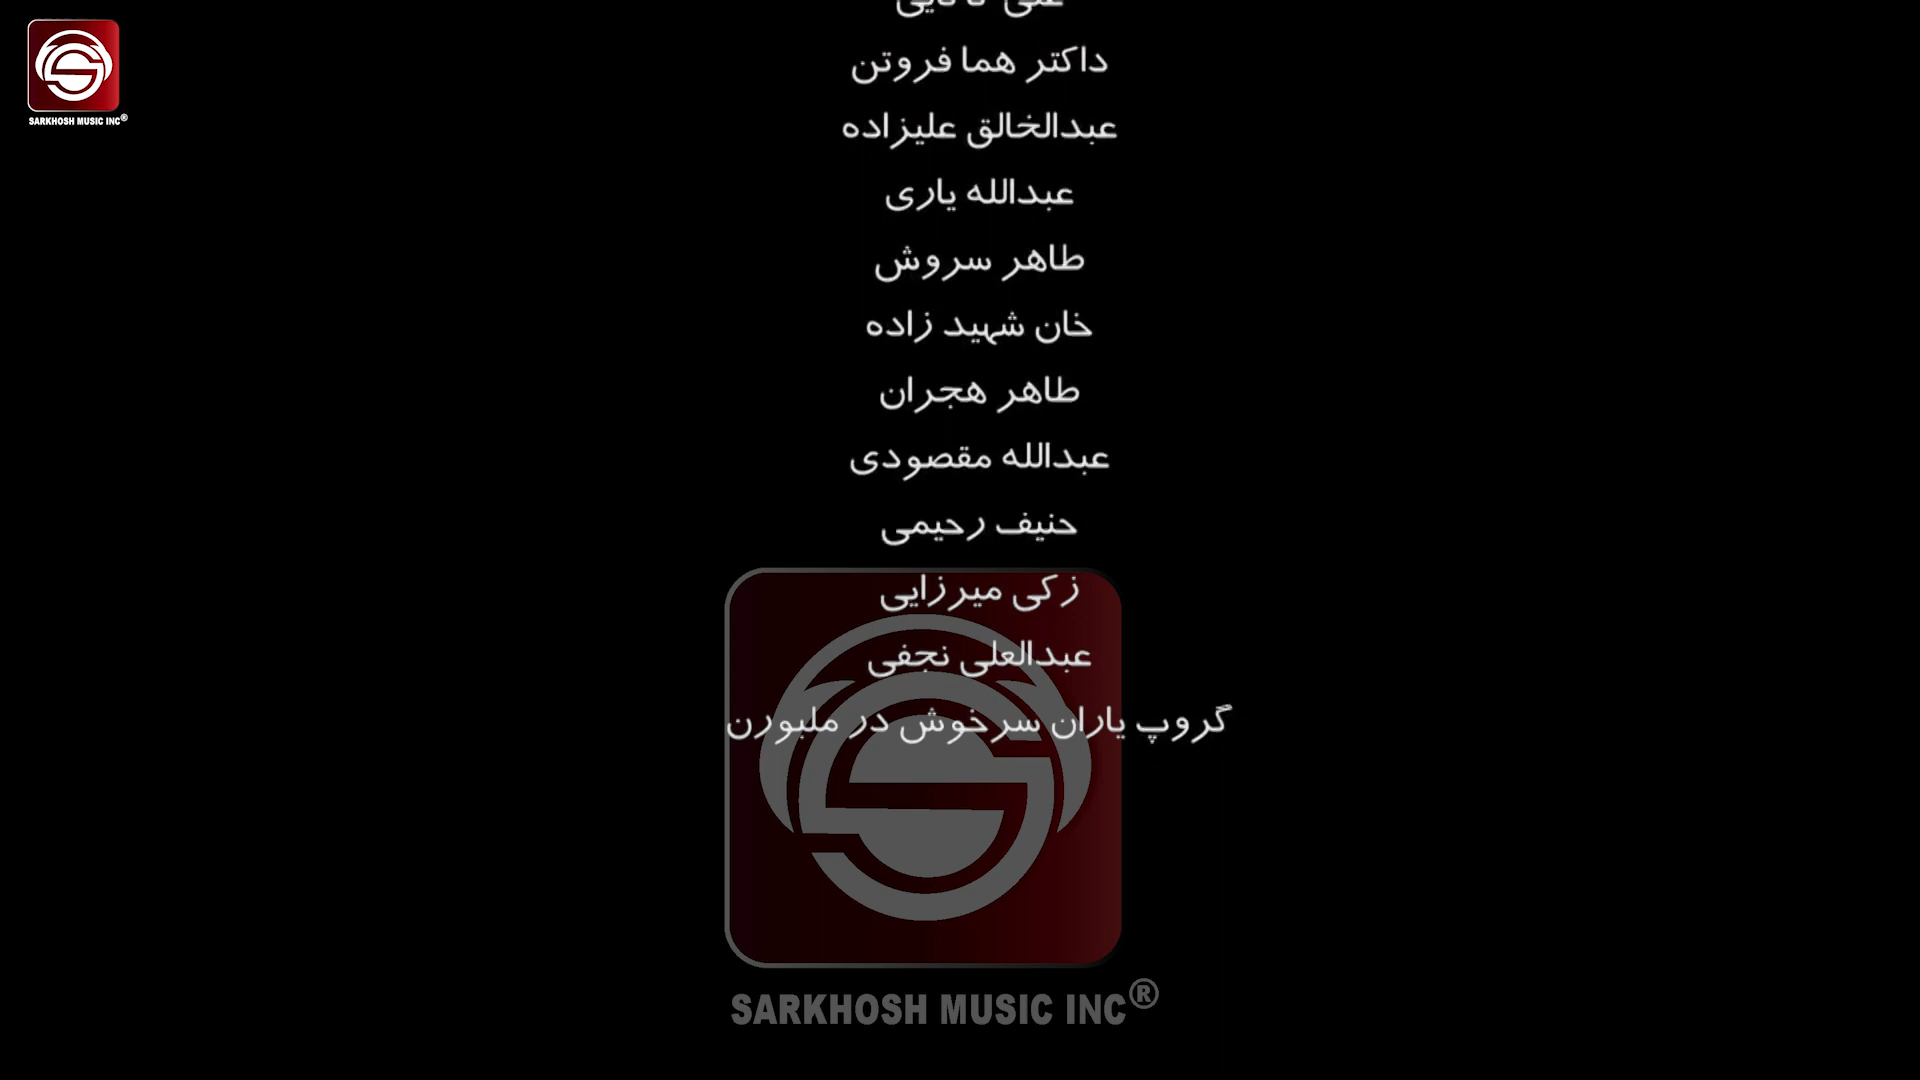 داکتر هما فروتن
عبدالخالق علیزاده
عبدالله یاری
طاهر سروش
خان شهید زاده
طاهر هجران
عبدالله مقصودی
حنیف رحیمی
زکی میرزایی
عبدالعلی نجفی
گروپ یاران سرخوش در ملبورن
SARKHOSH MUSIC INC®
SARKHOSH MUSIC INC®